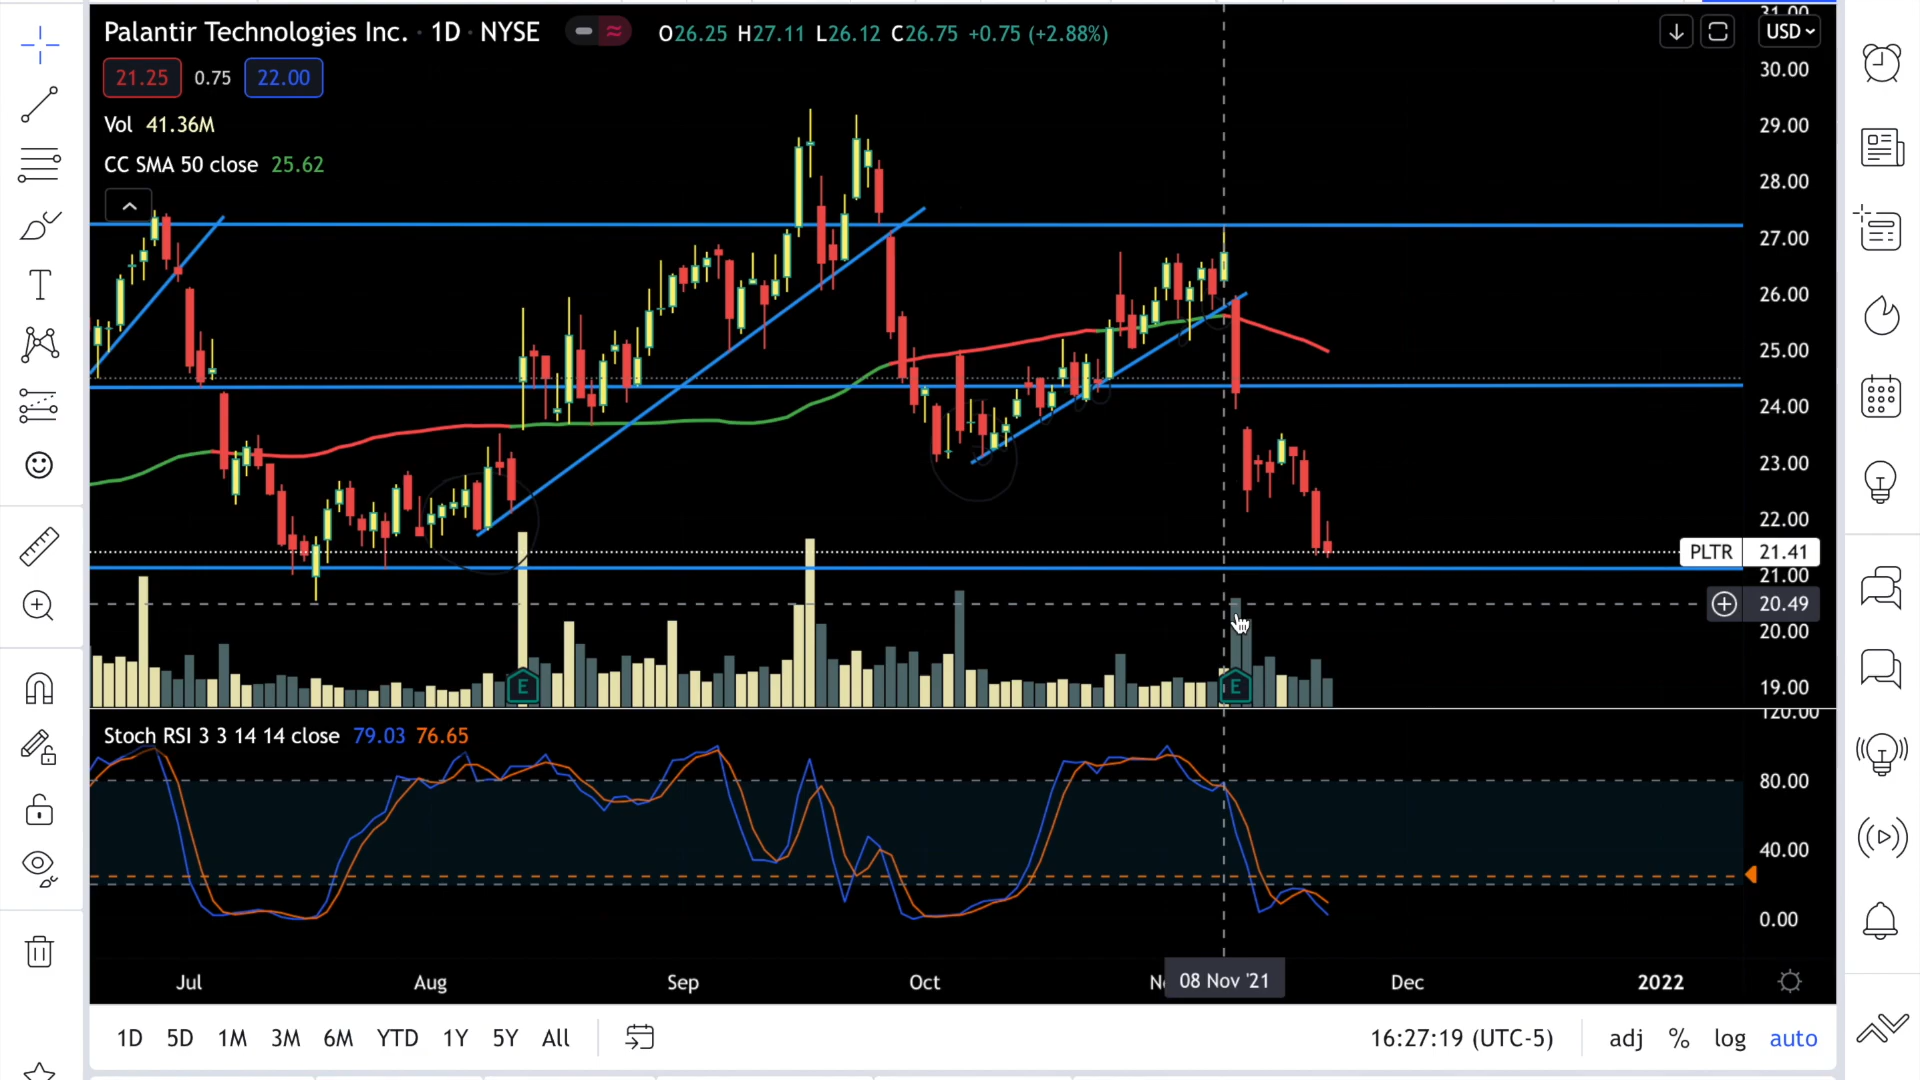 Palantir Technologies Inc. · 1D · NYSE O26.25 H27.11 L26.12 C26.75 +0.75 (+2.88%)
USD
21.25 0.75 22.00
Vol 41.36M
CC SMA 50 close 25.62
31.00
30.00
29.00
28.00
27.00
26.00
25.00
24.00
23.00
22.00
PLTR 21.41
21.00
20.49
20.00
19.00
E E
120.00
Stoch RSI 3 3 14 14 close 79.03 76.65
80.00
40.00
0.00
Jul Aug Sep Oct 08 Nov '21 Dec 2022
1D 5D 1M 3M 6M YTD 1Y 5Y All 16:27:19 (UTC-5) adj % log auto